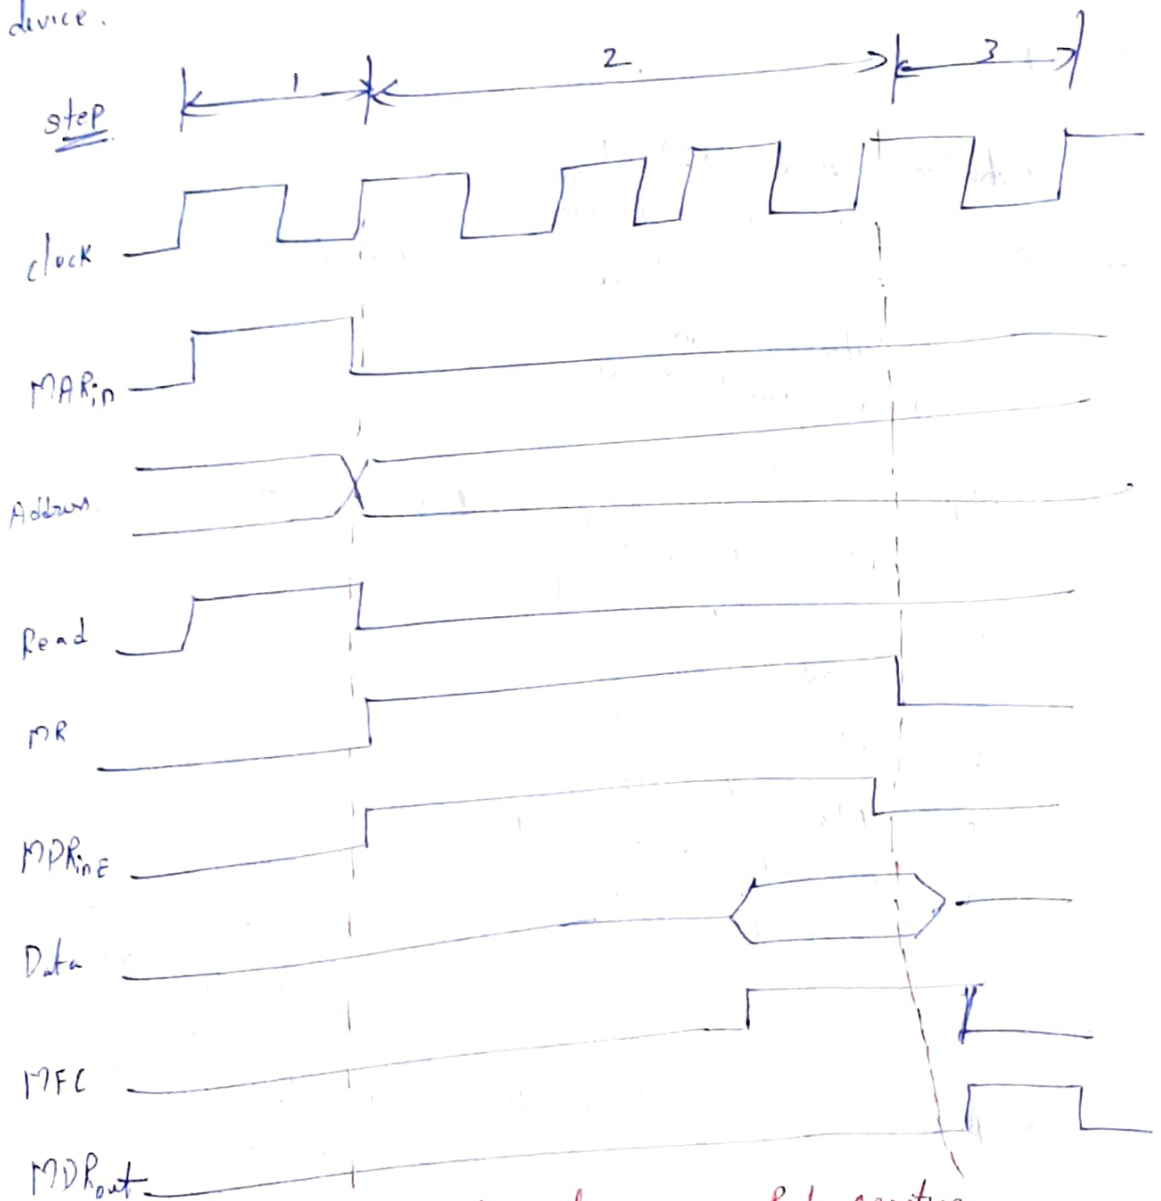 device.
1 2. 3
step
clock
MARin
Address
Read
MR
MDRinE
Data
MFC
MDRout